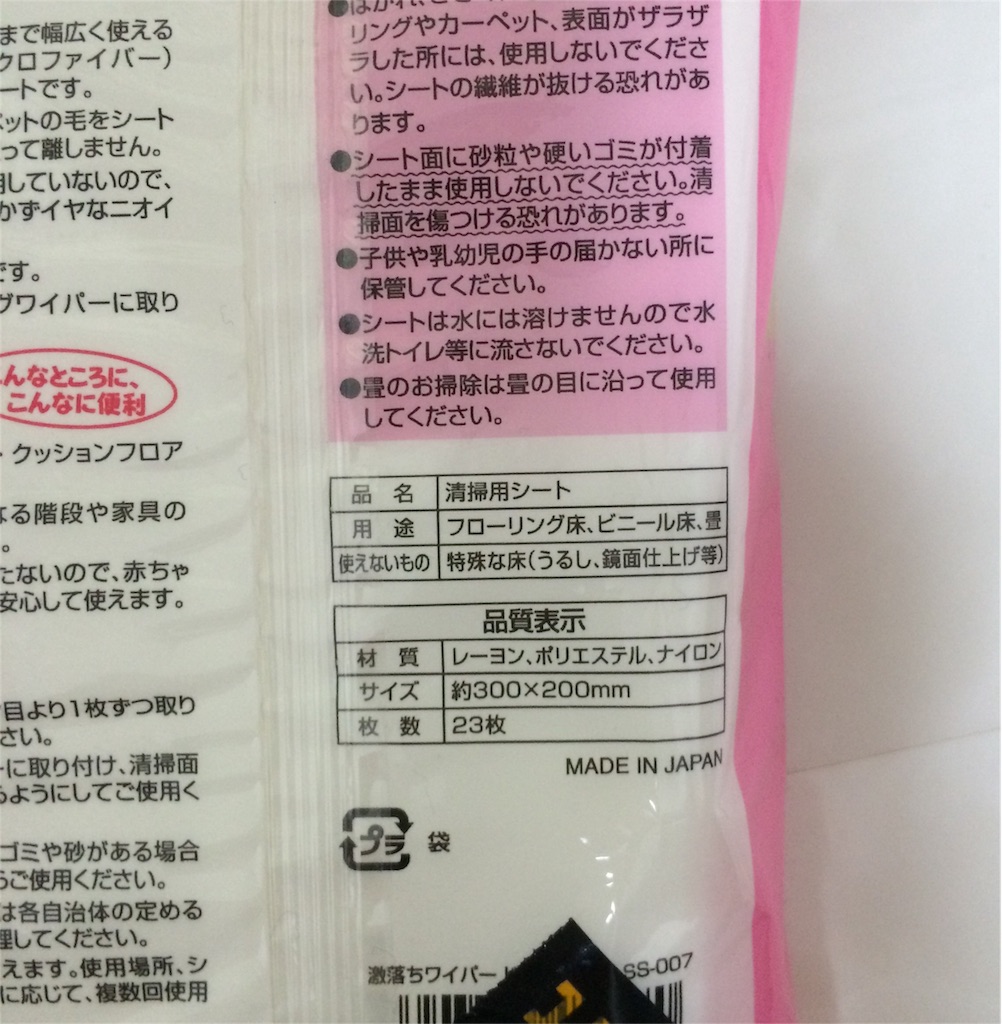 まで幅広く使える
クロファイバー）
ートです。
ペットの毛をシート
って離しません。
用していないので、
かずイヤなニオイ
です。
グワイパーに取り
んなところに、
こんなに便利
・クッションフロア
なる階段や家具の
。
たないので、赤ちゃ
安心して使えます。
目より1枚ずつ取り
さい。
ーに取り付け、清掃面
るようにしてご使用く
ゴミや砂がある場合
らご使用ください。
は各自治体の定める
理してください。
えます。使用場所、シ
に応じて、複数回使用
リングやカーペット、表面がザラザ
ラした所には、使用しないでくださ
い。シートの繊維が抜ける恐れがあ
ります。
●シート面に砂粒や硬いゴミが付着
したまま使用しないでください。清
掃面を傷つける恐れがあります。
●子供や乳幼児の手の届かない所に
保管してください。
●シートは水には溶けませんので水
洗トイレ等に流さないでください。
●畳のお掃除は畳の目に沿って使用
してください。
品名 清掃用シート
用途 フローリング床、ビニール床、畳
使えないもの 特殊な床（うるし、鏡面仕上げ等）
品質表示
材質 レーヨン、ポリエステル、ナイロン
サイズ 約300×200mm
枚数 23枚
MADE IN JAPAN
プラ 袋
激落ちワイパー SS-007